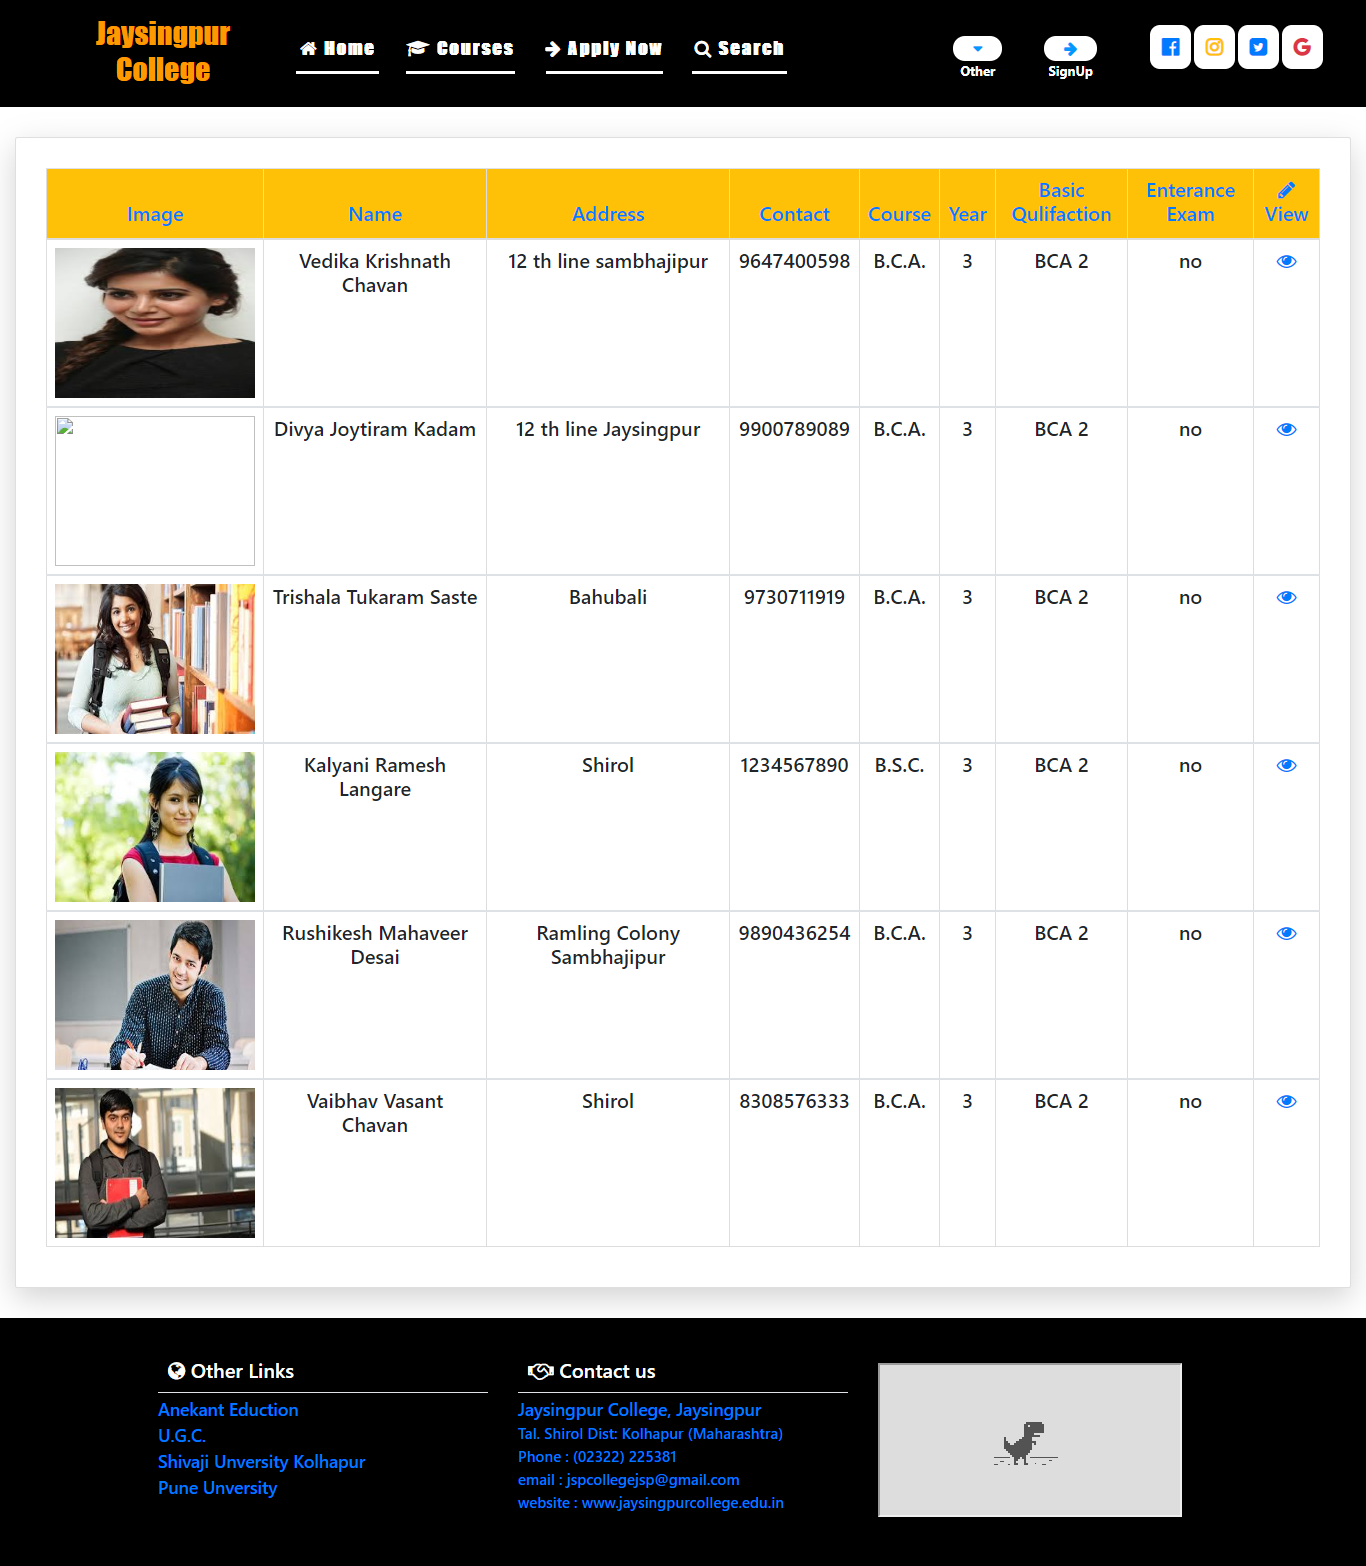 Jaysingpur
College
Home Courses Apply Now Search
Other SignUp
Image Name Address Contact Course Year Basic Qulifaction Enterance Exam View
Vedika Krishnath Chavan 12 th line sambhajipur 9647400598 B.C.A. 3 BCA 2 no
Divya Joytiram Kadam 12 th line Jaysingpur 9900789089 B.C.A. 3 BCA 2 no
Trishala Tukaram Saste Bahubali 9730711919 B.C.A. 3 BCA 2 no
Kalyani Ramesh Langare Shirol 1234567890 B.S.C. 3 BCA 2 no
Rushikesh Mahaveer Desai Ramling Colony Sambhajipur 9890436254 B.C.A. 3 BCA 2 no
Vaibhav Vasant Chavan Shirol 8308576333 B.C.A. 3 BCA 2 no
Other Links
Anekant Eduction
U.G.C.
Shivaji Unversity Kolhapur
Pune Unversity
Contact us
Jaysingpur College, Jaysingpur
Tal. Shirol Dist: Kolhapur (Maharashtra)
Phone : (02322) 225381
email : jspcollegejsp@gmail.com
website : www.jaysingpurcollege.edu.in